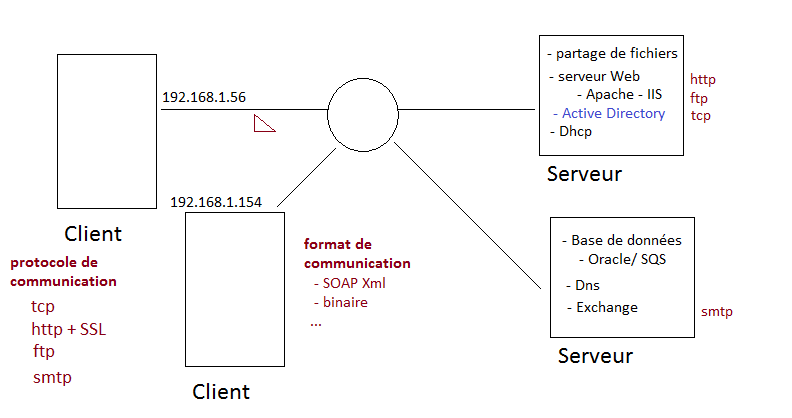 192.168.1.56
Client
192.168.1.154
Client
protocole de
communication
tcp
http + SSL
ftp
smtp
format de
communication
- SOAP Xml
- binaire
...
- partage de fichiers
- serveur Web
- Apache - IIS
- Active Directory
- Dhcp
http
ftp
tcp
Serveur
- Base de données
- Oracle/ SQS
- Dns
- Exchange
smtp
Serveur